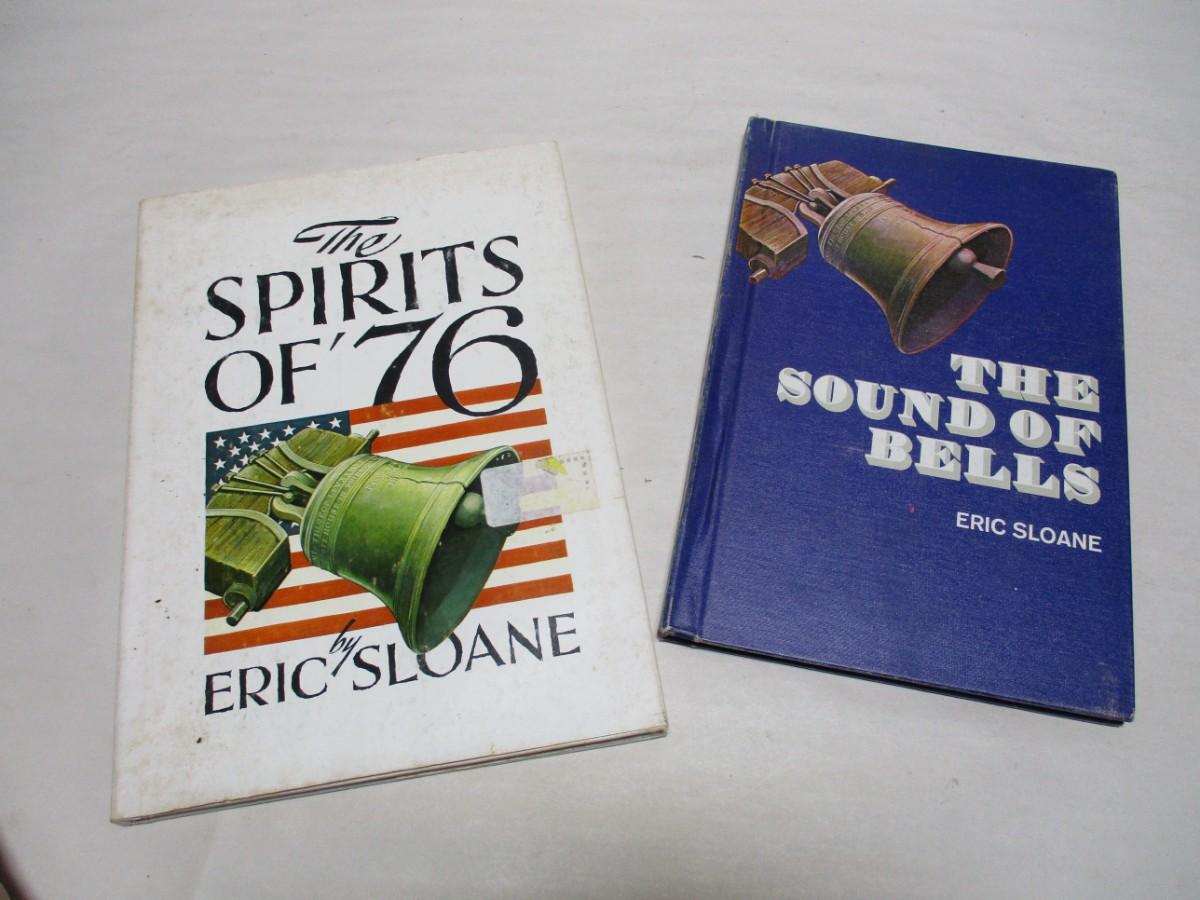 The
SPIRITS
OF '76
by
ERIC SLOANE
THE
SOUND OF
BELLS
ERIC SLOANE